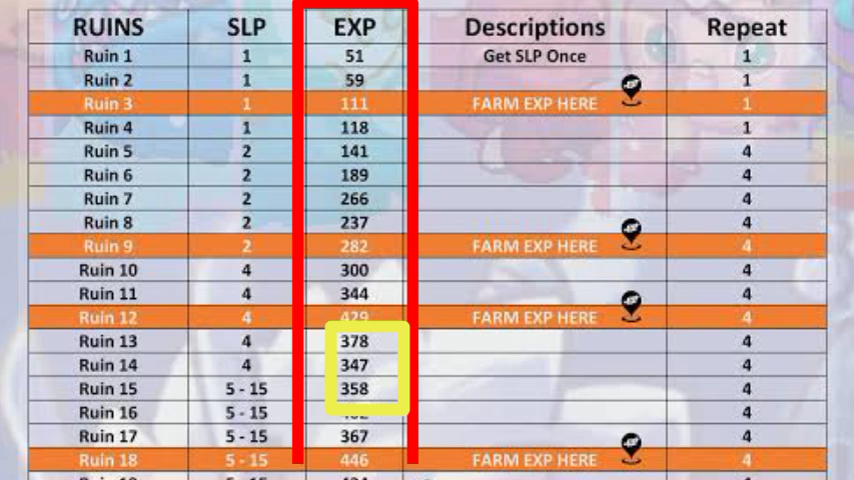 RUINS SLP EXP Descriptions Repeat
Ruin 1 1 51 Get SLP Once 1
Ruin 2 1 59 1
Ruin 3 1 111 FARM EXP HERE 1
Ruin 4 1 118 1
Ruin 5 2 141 4
Ruin 6 2 189 4
Ruin 7 2 266 4
Ruin 8 2 237 4
Ruin 9 2 282 FARM EXP HERE 4
Ruin 10 4 300 4
Ruin 11 4 344 4
Ruin 12 4 429 FARM EXP HERE 4
Ruin 13 4 378 4
Ruin 14 4 347 4
Ruin 15 5 - 15 358 4
Ruin 16 5 - 15 4
Ruin 17 5 - 15 367 4
Ruin 18 5 - 15 446 FARM EXP HERE 4